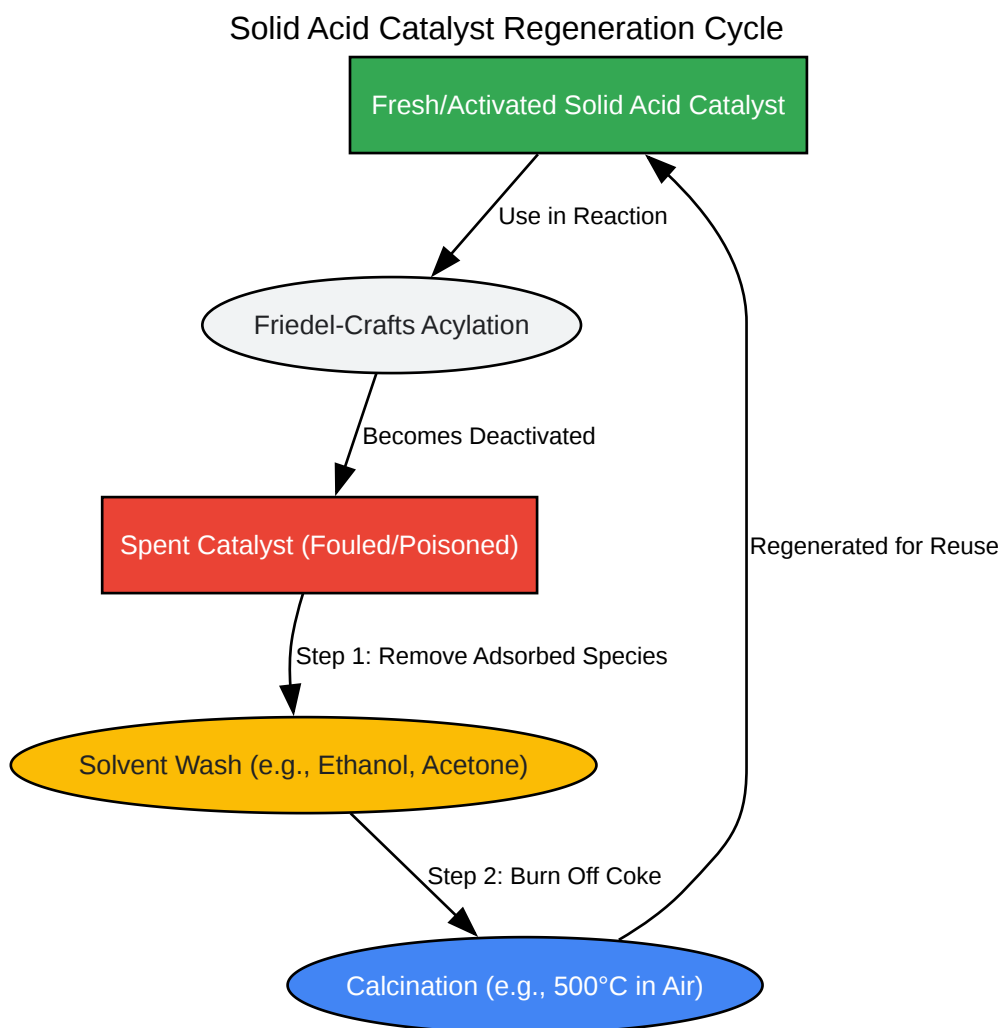 Solid Acid Catalyst Regeneration Cycle
Fresh/Activated Solid Acid Catalyst
Use in Reaction
Friedel-Crafts Acylation
Becomes Deactivated
Spent Catalyst (Fouled/Poisoned)
Regenerated for Reuse
Step 1: Remove Adsorbed Species
Solvent Wash (e.g., Ethanol, Acetone)
Step 2: Burn Off Coke
Calcination (e.g., 500°C in Air)